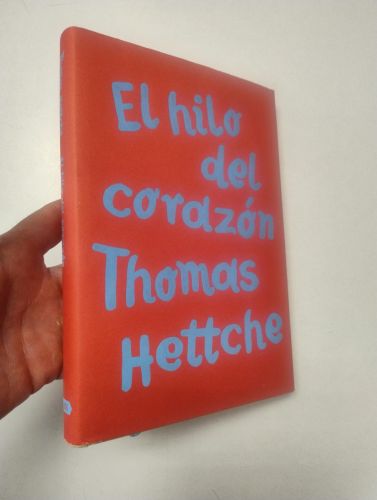 El hilo
del
corazón
Thomas
Hettche